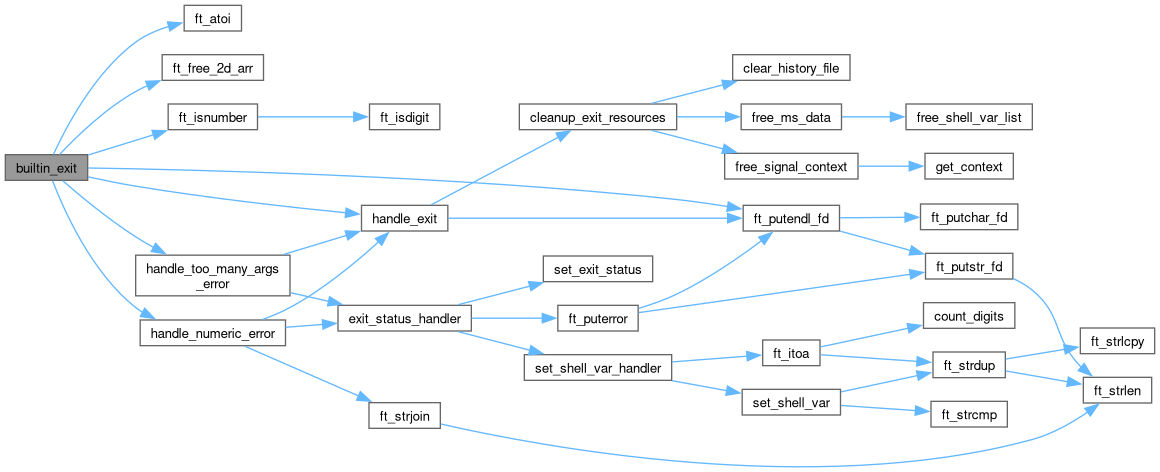 builtin_exit
ft_atoi
ft_free_2d_arr
ft_isnumber
ft_isdigit
handle_exit
handle_too_many_args
_error
handle_numeric_error
exit_status_handler
ft_strjoin
cleanup_exit_resources
clear_history_file
free_ms_data
free_shell_var_list
free_signal_context
get_context
ft_putendl_fd
ft_putchar_fd
ft_putstr_fd
set_exit_status
ft_puterror
set_shell_var_handler
ft_itoa
count_digits
ft_strdup
set_shell_var
ft_strcmp
ft_strlcpy
ft_strlen